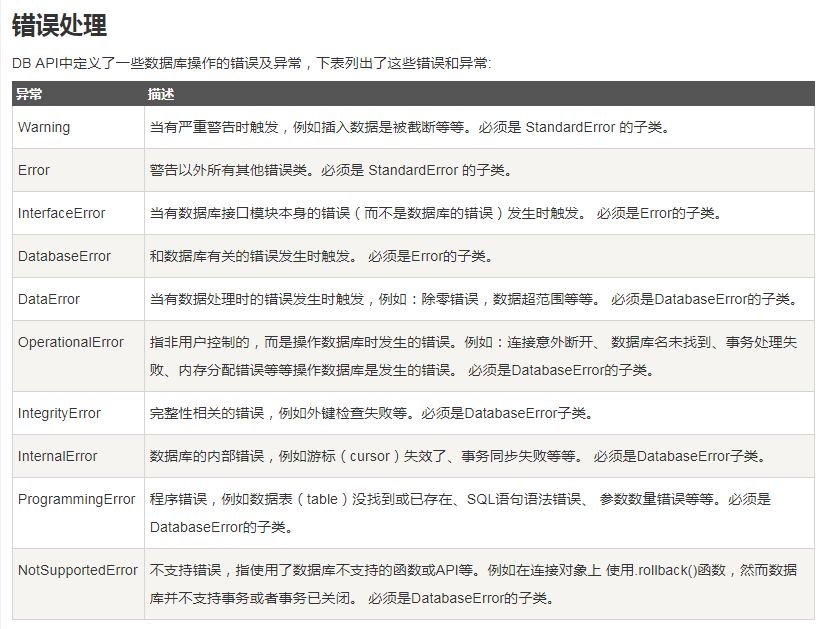 错误处理
DB API中定义了一些数据库操作的错误及异常，下表列出了这些错误和异常:
异常 描述
Warning 当有严重警告时触发，例如插入数据是被截断等等。必须是 StandardError 的子类。
Error 警告以外所有其他错误类。必须是 StandardError 的子类。
InterfaceError 当有数据库接口模块本身的错误（而不是数据库的错误）发生时触发。 必须是Error的子类。
DatabaseError 和数据库有关的错误发生时触发。 必须是Error的子类。
DataError 当有数据处理时的错误发生时触发，例如：除零错误，数据超范围等等。 必须是DatabaseError的子类。
OperationalError 指非用户控制的，而是操作数据库时发生的错误。例如：连接意外断开、 数据库名未找到、事务处理失
败、内存分配错误等等操作数据库是发生的错误。 必须是DatabaseError的子类。
IntegrityError 完整性相关的错误，例如外键检查失败等。必须是DatabaseError子类。
InternalError 数据库的内部错误，例如游标（cursor）失效了、事务同步失败等等。 必须是DatabaseError子类。
ProgrammingError 程序错误，例如数据表（table）没找到或已存在、SQL语句语法错误、 参数数量错误等等。必须是
DatabaseError的子类。
NotSupportedError 不支持错误，指使用了数据库不支持的函数或API等。例如在连接对象上 使用.rollback()函数，然而数据
库并不支持事务或者事务已关闭。 必须是DatabaseError的子类。